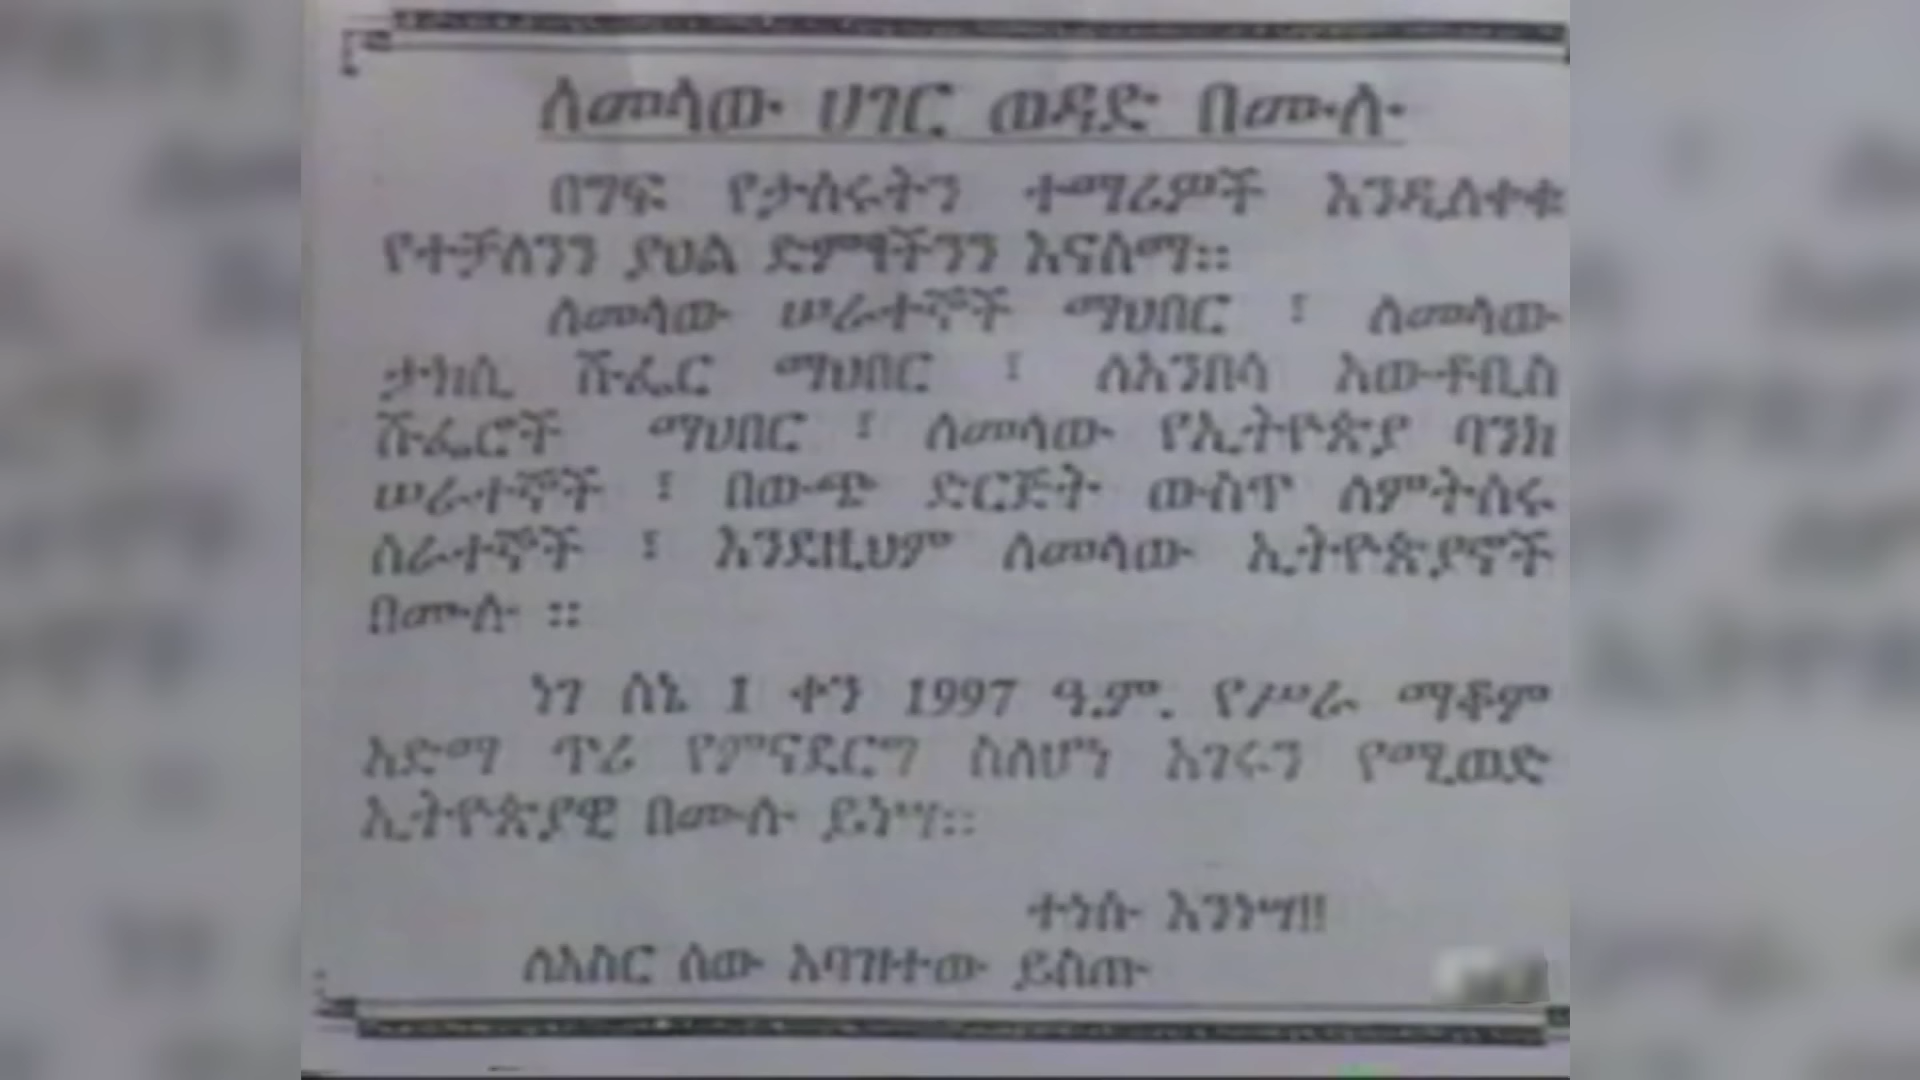 ለመላው ሀገር ወዳድ በሙሉ
በግፍ የታሰሩትን ተማሪዎች እንዲለቀቁ
የተቻለንን ያህል ድምፃችንን እናሰማ።
ለመላው ሠራተኞች ማህበር ፣ ለመላው
ታክሲ ሹፌር ማህበር ፣ ለአንበሳ አውቶቢስ
ሹፌሮች ማህበር ፣ ለመላው የኢትዮጵያ ባንክ
ሠራተኞች ፣ በውጭ ድርጅት ውስጥ ለምትሰሩ
ሰራተኞች ፣ እንደዚህም ለመላው ኢትዮጵያኖች
በሙሉ ።
ነገ ሰኔ 1 ቀን 1997 ዓ.ም. የሥራ ማቆም
አድማ ጥሪ የምናደርግ ስለሆነ አገሩን የሚወድ
ኢትዮጵያዊ በሙሉ ይነሣ።
ተነሱ እንነሣ!!
ለአስር ሰው አባዝተው ይስጡ